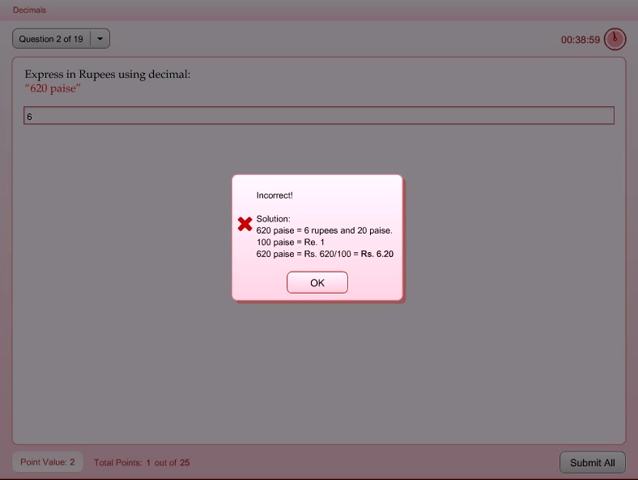 Decimals
Question 2 of 19
00:38:59
Express in Rupees using decimal:
“620 paise”
6
Incorrect!
Solution:
620 paise = 6 rupees and 20 paise.
100 paise = Re. 1
620 paise = Rs. 620/100 = Rs. 6.20
OK
Point Value: 2
Total Points: 1 out of 25
Submit All